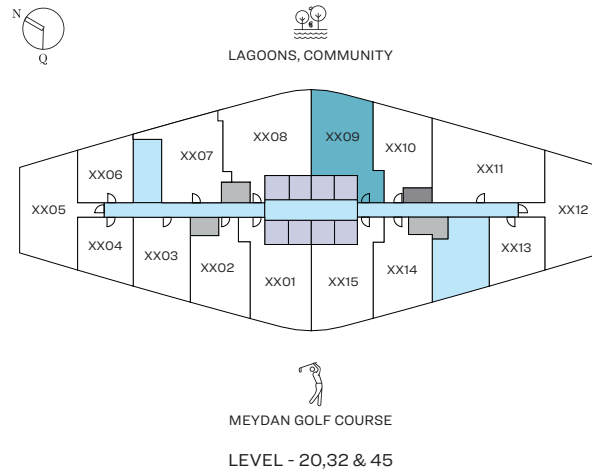 N
Q
LAGOONS, COMMUNITY
XX08
XX09
XX07
XX10
XX06
XX11
XX05
XX12
XX04
XX03
XX02
XX01
XX15
XX14
XX13
MEYDAN GOLF COURSE
LEVEL - 20,32 & 45